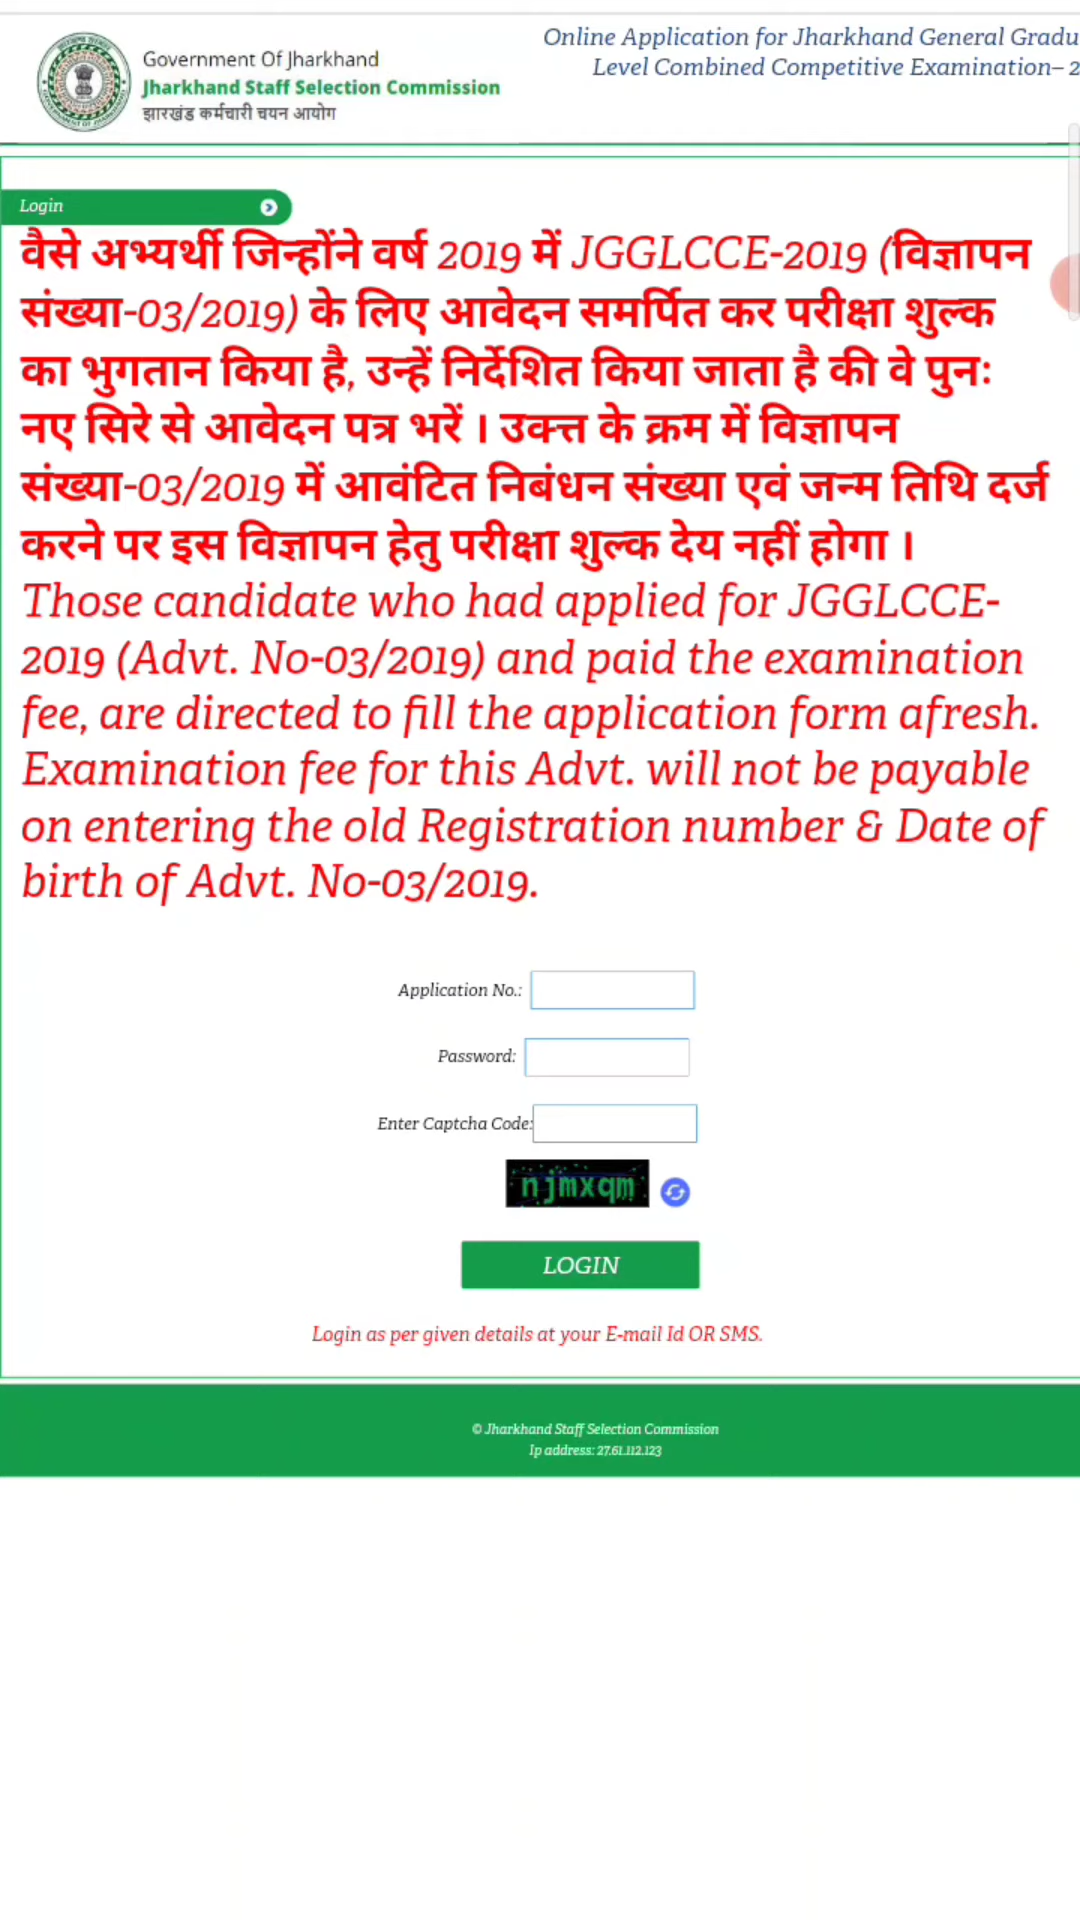 Government Of Jharkhand
Jharkhand Staff Selection Commission
झारखंड कर्मचारी चयन आयोग
Online Application for Jharkhand General Gradu
Level Combined Competitive Examination– 2
Login
वैसे अभ्यर्थी जिन्होंने वर्ष 2019 में JGGLCCE-2019 (विज्ञापन
संख्या-03/2019) के लिए आवेदन समर्पित कर परीक्षा शुल्क
का भुगतान किया है, उन्हें निर्देशित किया जाता है की वे पुनः
नए सिरे से आवेदन पत्र भरें । उक्त के क्रम में विज्ञापन
संख्या-03/2019 में आवंटित निबंधन संख्या एवं जन्म तिथि दर्ज
करने पर इस विज्ञापन हेतु परीक्षा शुल्क देय नहीं होगा ।
Those candidate who had applied for JGGLCCE-
2019 (Advt. No-03/2019) and paid the examination
fee, are directed to fill the application form afresh.
Examination fee for this Advt. will not be payable
on entering the old Registration number & Date of
birth of Advt. No-03/2019.
Application No.:
Password:
Enter Captcha Code:
njmxqm
LOGIN
Login as per given details at your E-mail Id OR SMS.
© Jharkhand Staff Selection Commission
Ip address: 27.61.112.123